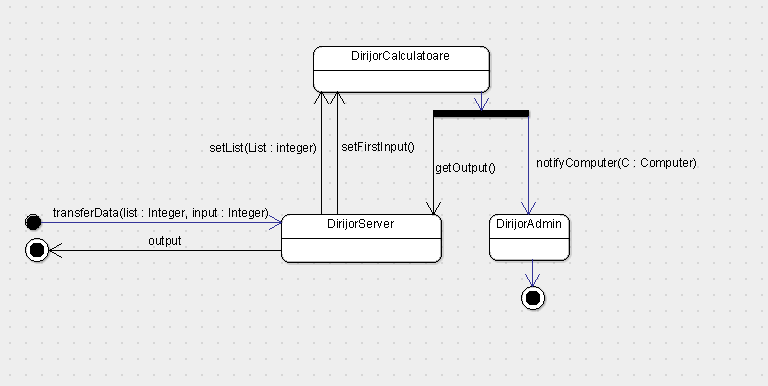 DirijorCalculatoare
setList(List : integer)
setFirstInput()
getOutput()
notifyComputer(C : Computer)
transferData(list : Integer, input : Integer)
DirijorServer
DirijorAdmin
output